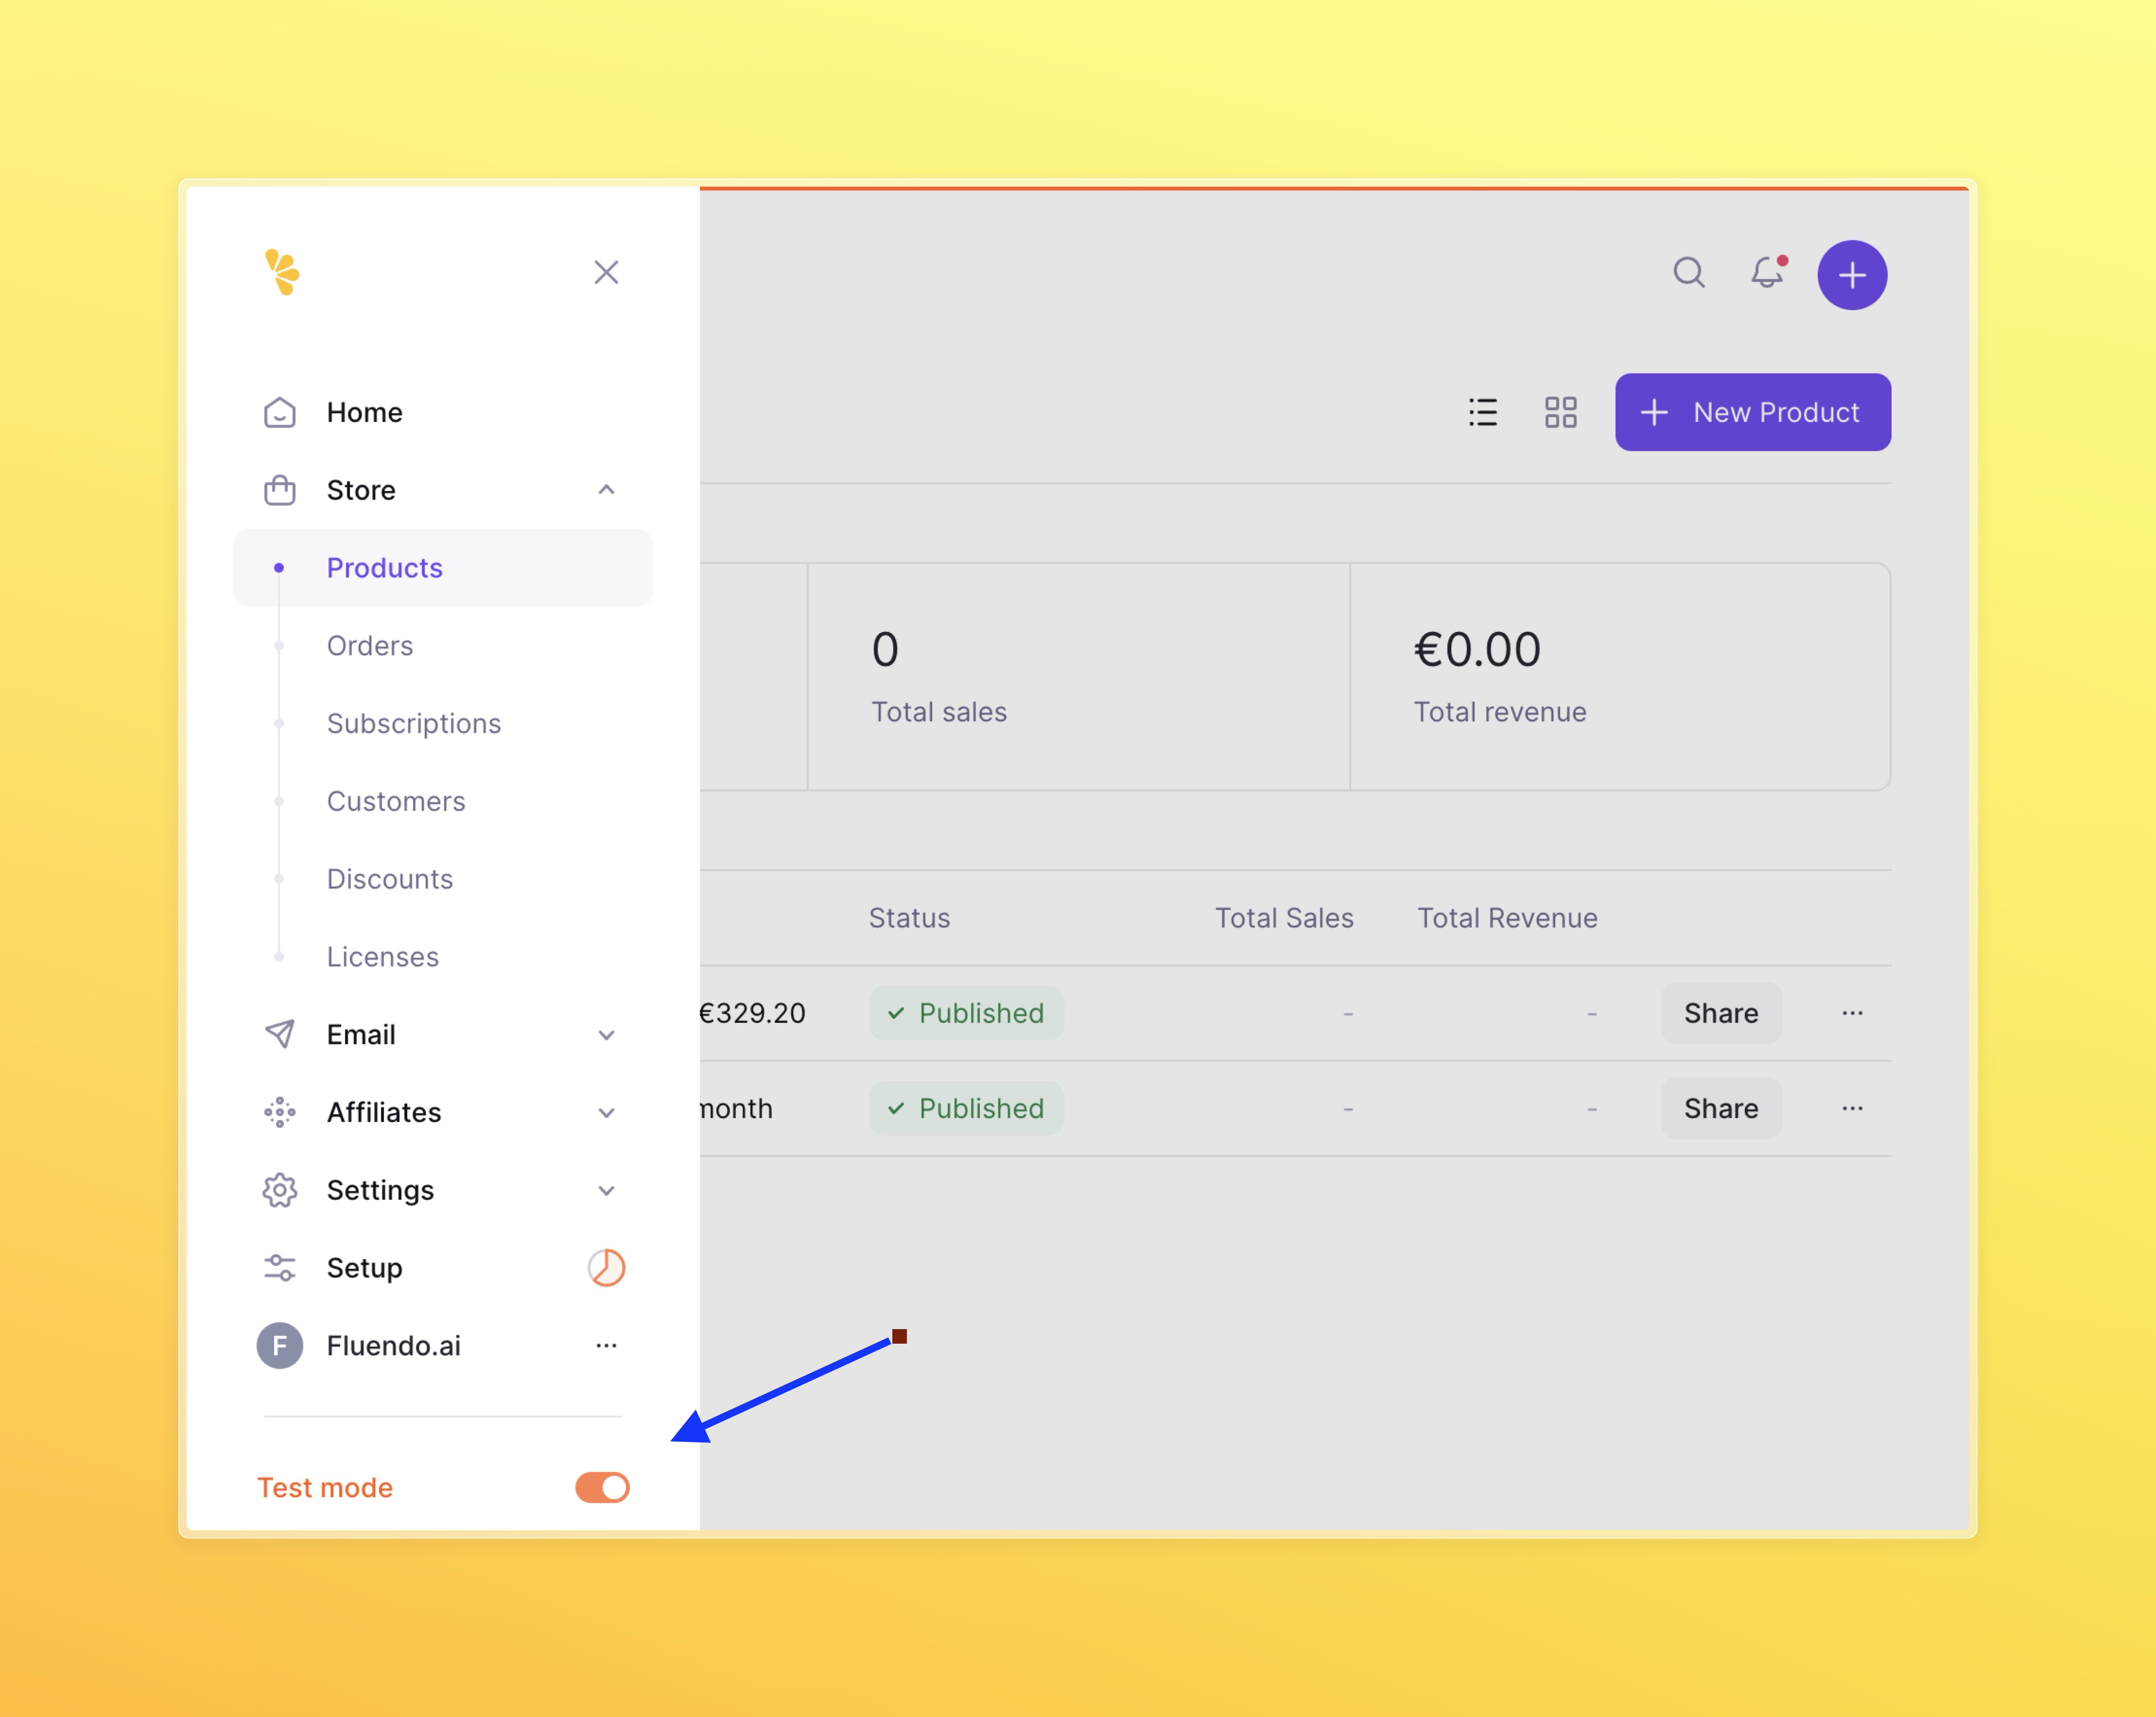 Home
Store
Products
Orders
Subscriptions
Customers
Discounts
Licenses
Email
Affiliates
Settings
Setup
F Fluendo.ai
Test mode
+ New Product
0
Total sales
€0.00
Total revenue
Status Total Sales Total Revenue
€329.20 Published - - Share ...
month Published - - Share ...